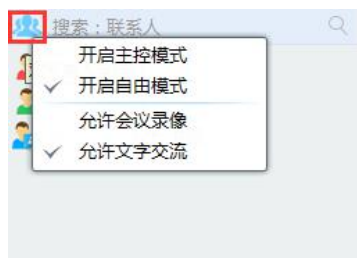 搜索：联系人
开启主控模式
开启自由模式
允许会议录像
允许文字交流